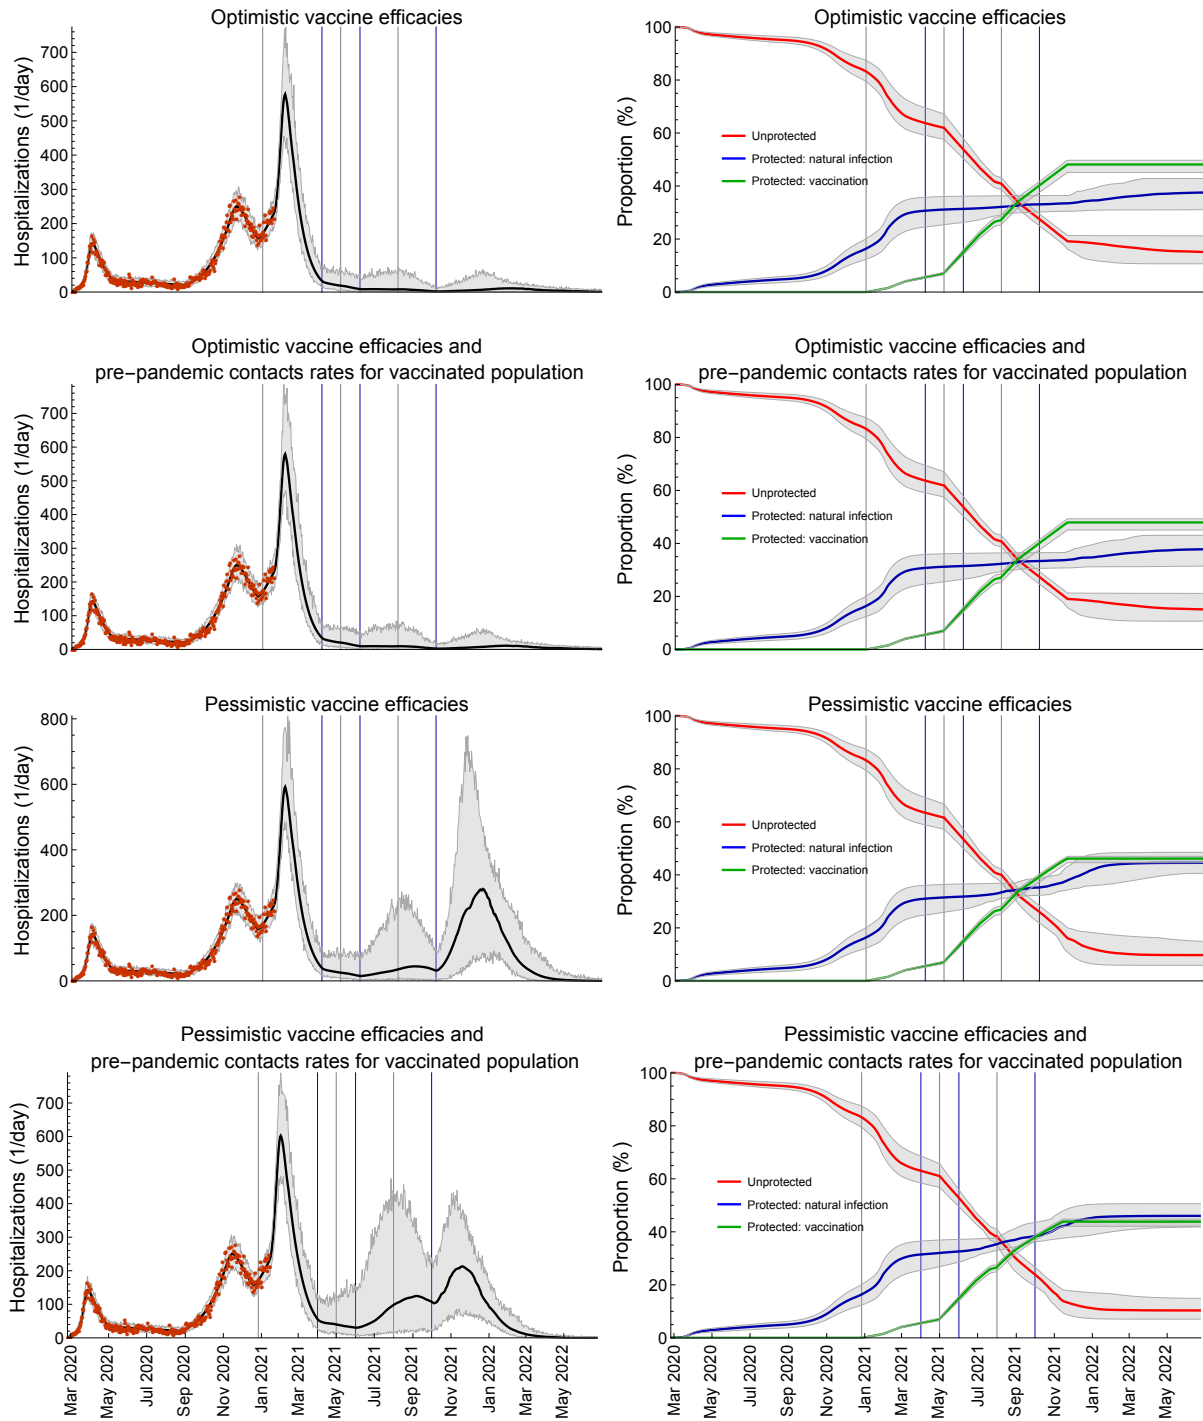 Optimistic vaccine efficacies
Hospitalizations (1/day)
700
600
500
400
300
200
100
0
Optimistic vaccine efficacies
Proportion (%)
100
80
60
40
20
0
Unprotected
Protected: natural infection
Protected: vaccination
Optimistic vaccine efficacies and
pre−pandemic contacts rates for vaccinated population
Hospitalizations (1/day)
700
600
500
400
300
200
100
0
Optimistic vaccine efficacies and
pre−pandemic contacts rates for vaccinated population
Proportion (%)
100
80
60
40
20
0
Unprotected
Protected: natural infection
Protected: vaccination
Pessimistic vaccine efficacies
Hospitalizations (1/day)
800
600
400
200
0
Pessimistic vaccine efficacies
Proportion (%)
100
80
60
40
20
0
Unprotected
Protected: natural infection
Protected: vaccination
Pessimistic vaccine efficacies and
pre−pandemic contacts rates for vaccinated population
Hospitalizations (1/day)
700
600
500
400
300
200
100
0
Mar 2020
May 2020
Jul 2020
Sep 2020
Nov 2020
Jan 2021
Mar 2021
May 2021
Jul 2021
Sep 2021
Nov 2021
Jan 2022
Mar 2022
May 2022
Pessimistic vaccine efficacies and
pre−pandemic contacts rates for vaccinated population
Proportion (%)
100
80
60
40
20
0
Unprotected
Protected: natural infection
Protected: vaccination
Mar 2020
May 2020
Jul 2020
Sep 2020
Nov 2020
Jan 2021
Mar 2021
May 2021
Jul 2021
Sep 2021
Nov 2021
Jan 2022
Mar 2022
May 2022